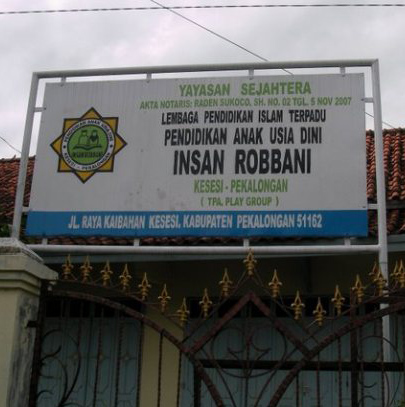 YAYASAN SEJAHTERA
AKTA NOTARIS: RADEN SUKOCO. SH. NO. 02 TGL. 5 NOV 2007
LEMBAGA PENDIDIKAN ISLAM TERPADU
PENDIDIKAN ANAK USIA DINI
INSAN ROBBANI
KESESI - PEKALONGAN
( TPA. PLAY GROUP )
JL. RAYA KAIBAHAN KESESI. KABUPATEN PEKALONGAN 51162